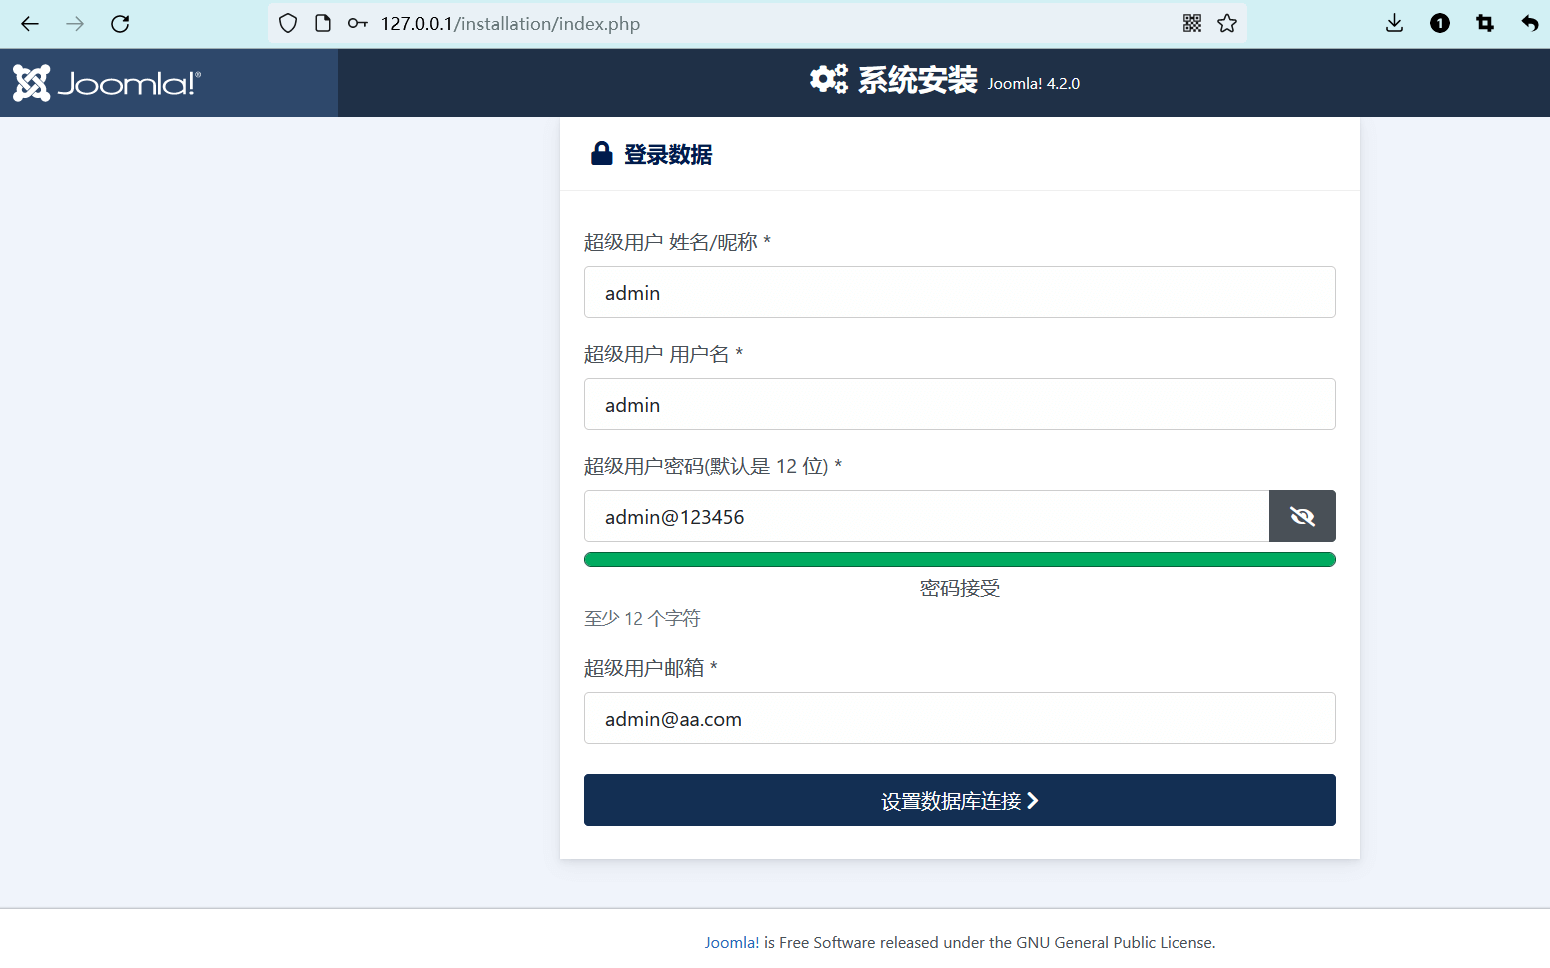 127.0.0.1/installation/index.php
1
Joomla!®
系统安装 Joomla! 4.2.0
登录数据
超级用户 姓名/昵称 *
admin
超级用户 用户名 *
admin
超级用户密码(默认是 12 位) *
admin@123456
密码接受
至少 12 个字符
超级用户邮箱 *
admin@aa.com
设置数据库连接
Joomla! is Free Software released under the GNU General Public License.